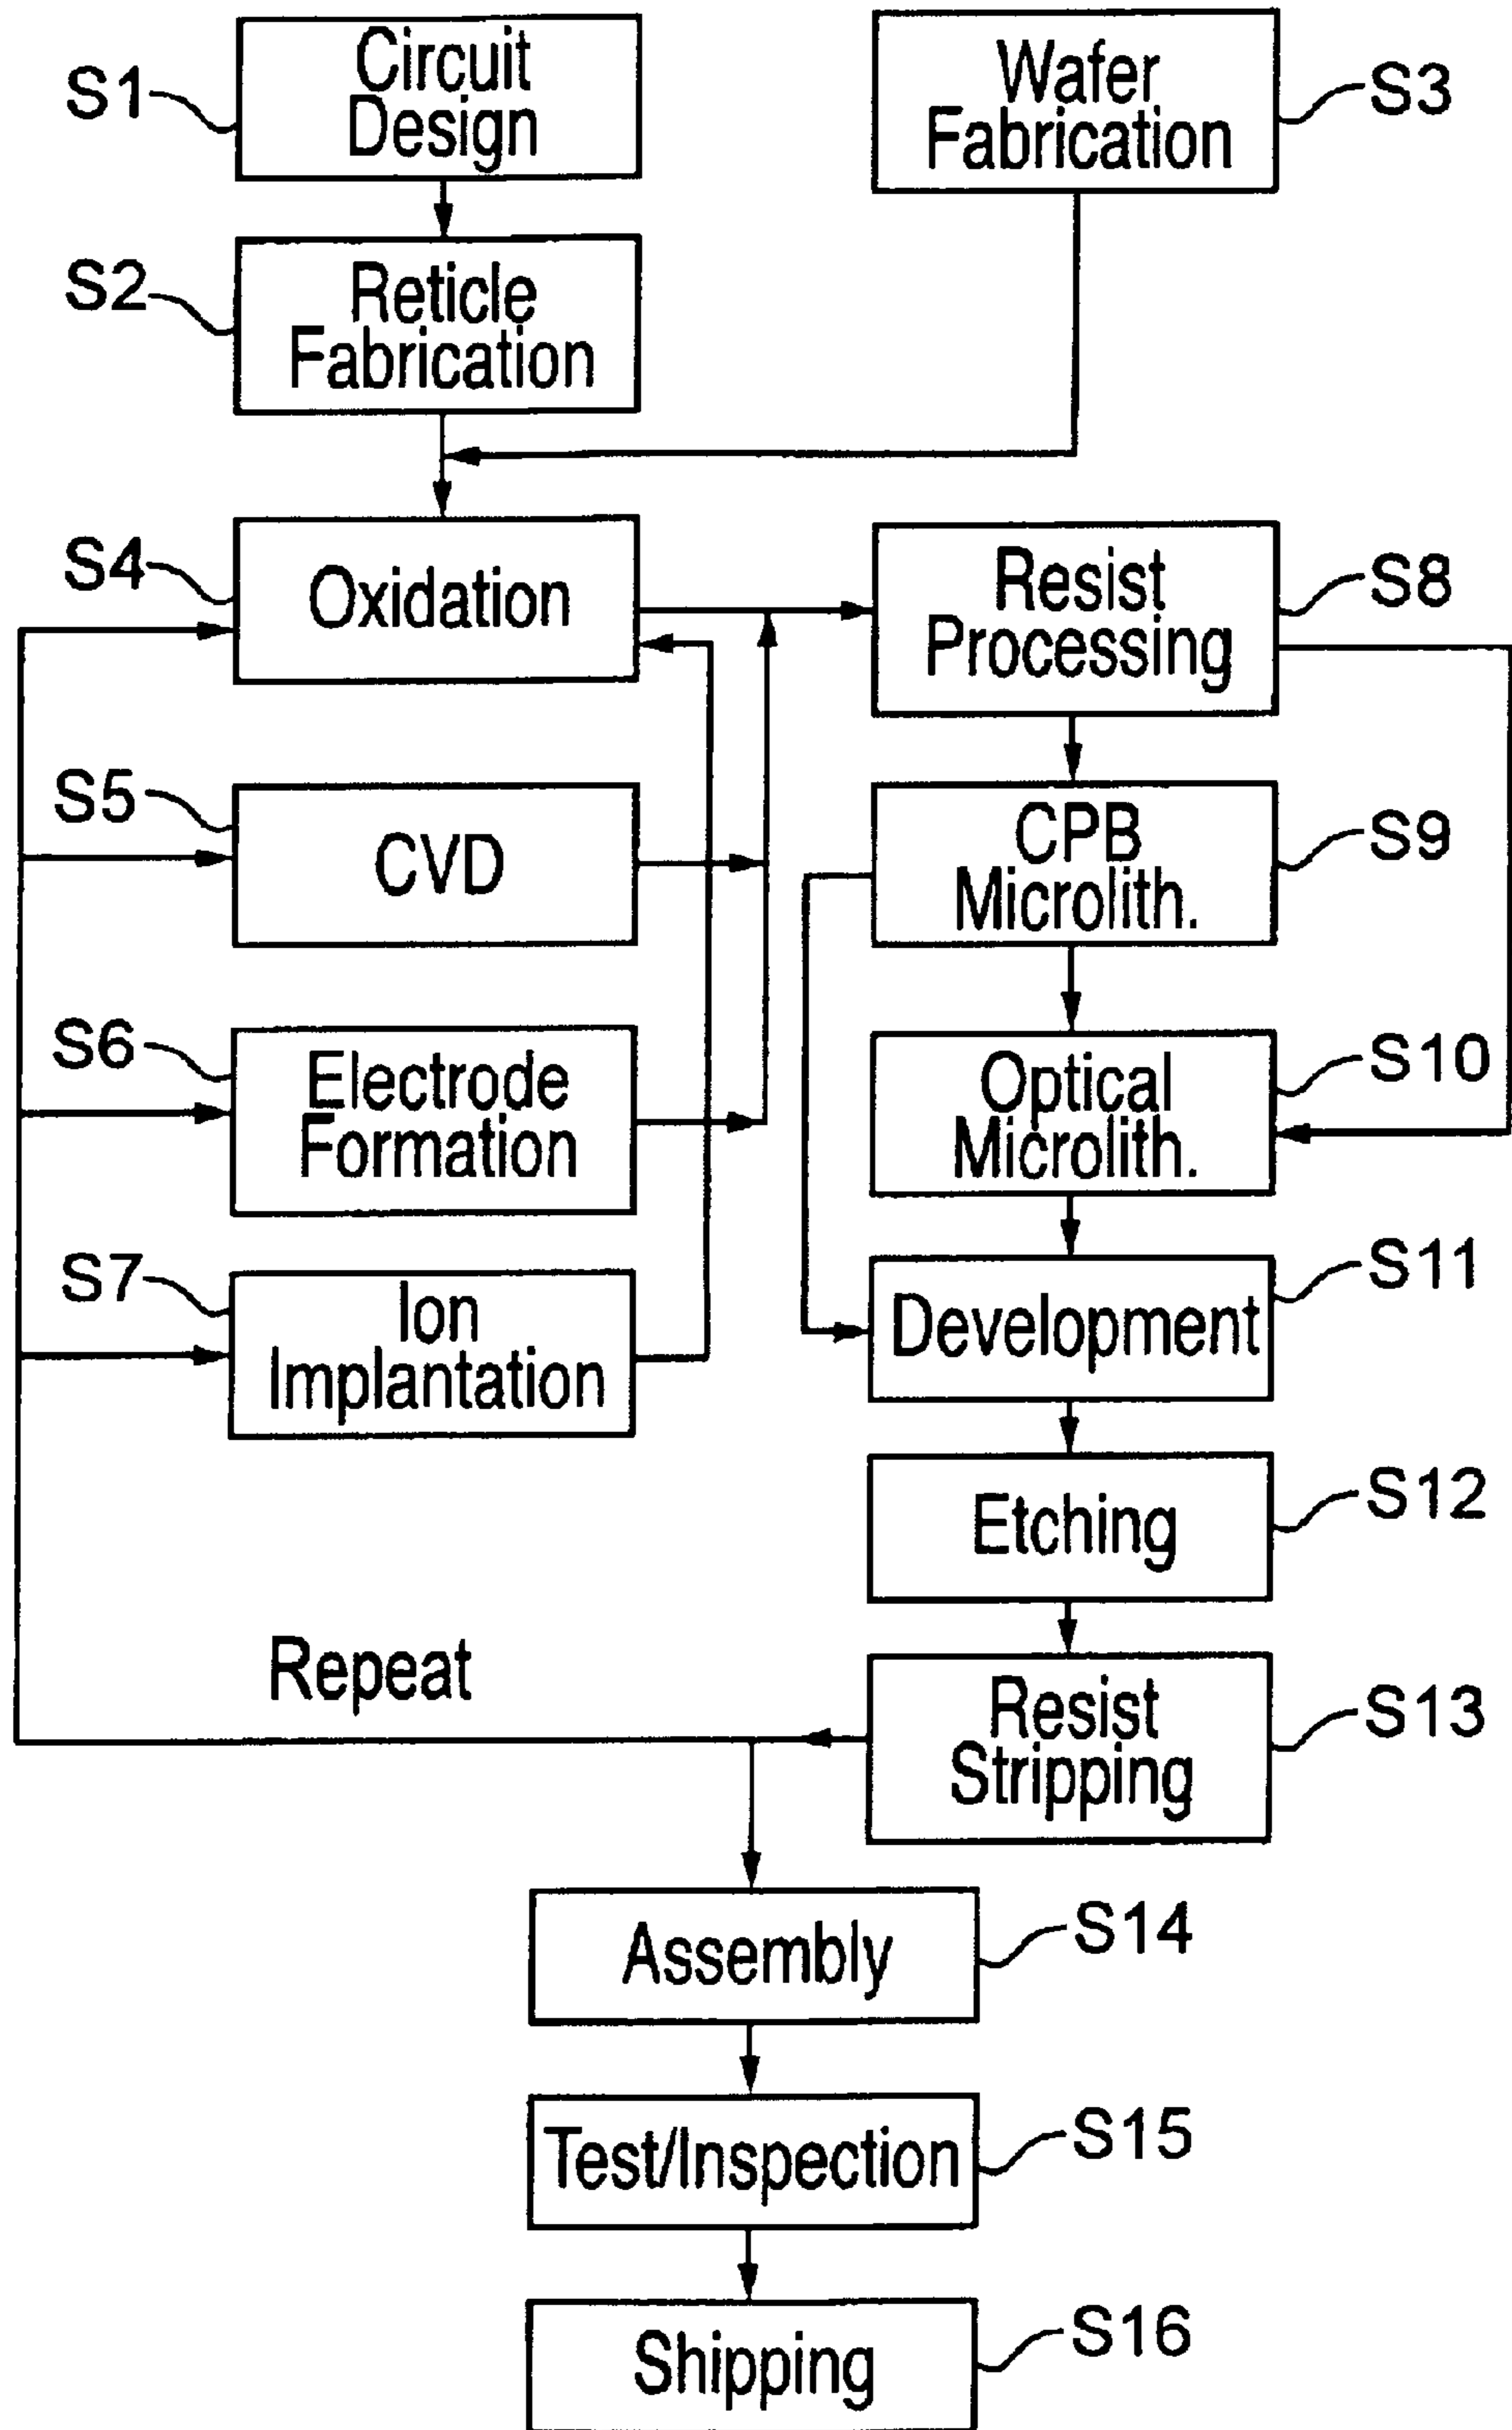 S1
Circuit
Design
Wafer
Fabrication
S3
S2
Reticle
Fabrication
S4
Oxidation
Resist
Processing
S8
S5
CVD
CPB
Microlith.
S9
S6
Electrode
Formation
Optical
Microlith.
S10
S7
Ion
Implantation
Development
S11
Etching
S12
Repeat
Resist
Stripping
S13
Assembly
S14
Test/Inspection
S15
Shipping
S16